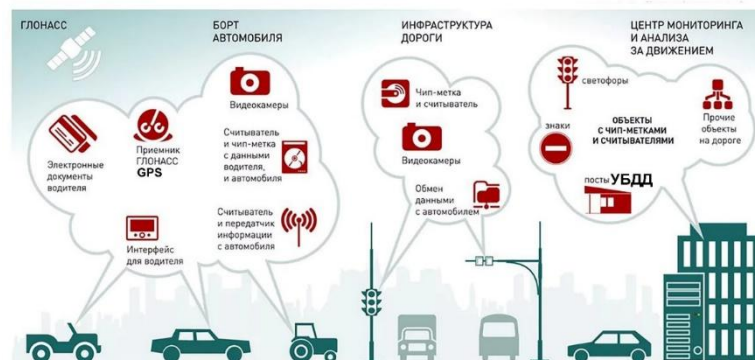 ГЛОНАСС
БОРТ
АВТОМОБИЛЯ
ИНФРАСТРУКТУРА
ДОРОГИ
ЦЕНТР МОНИТОРИНГА
И АНАЛИЗА
ЗА ДВИЖЕНИЕМ
Электронные
документы
водителя
Приемник
ГЛОНАСС
GPS
Интерфейс
для водителя
Видеокамеры
Считыватель
и чип-метка
с данными
водителя,
и автомобиля
Считыватель
и передатчик
информации
с автомобиля
Чип-метка
и считыватель
Видеокамеры
Обмен
данными
с автомобилем
светофоры
знаки
ОБЪЕКТЫ
С ЧИП-МЕТКАМИ
И СЧИТЫВАТЕЛЯМИ
Прочие
объекты
на дороге
посты УБДД